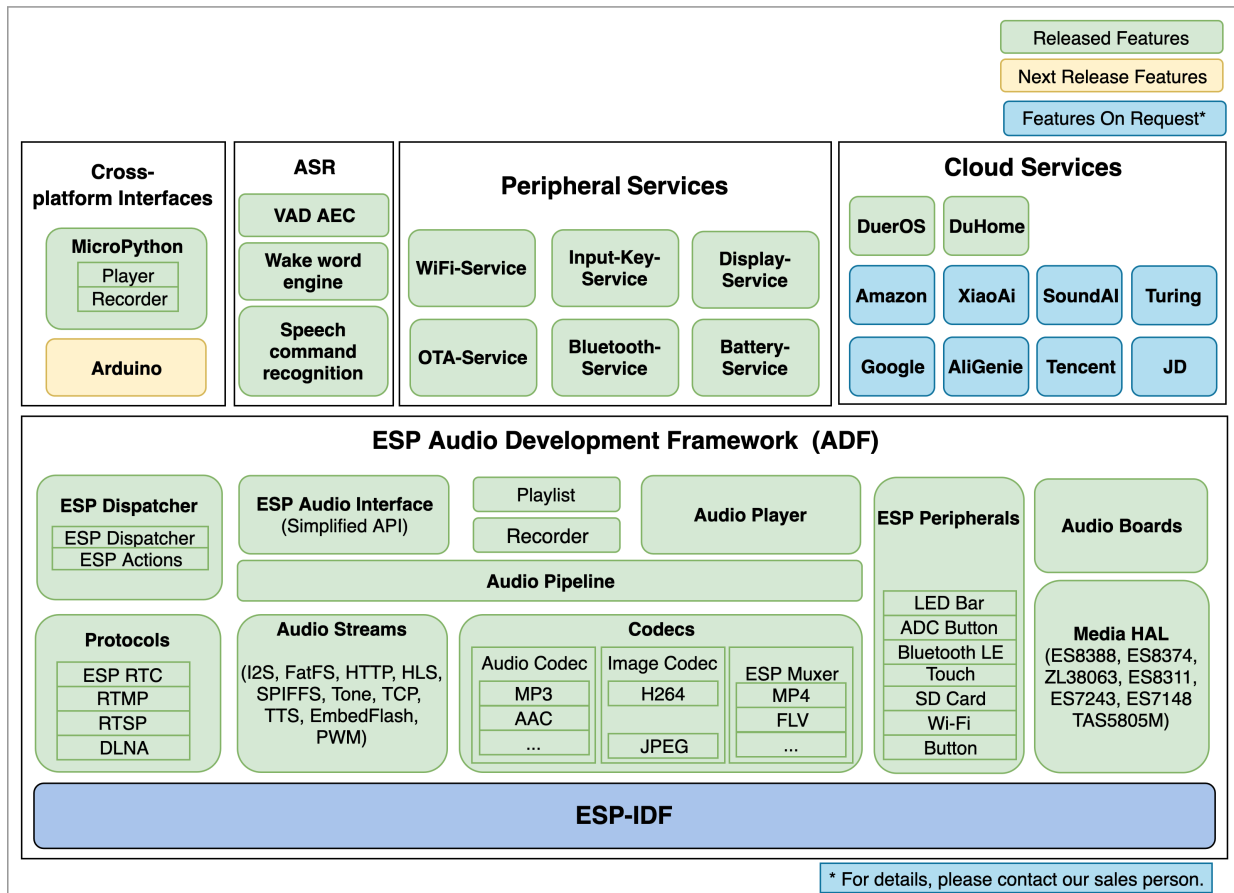 Released Features
Next Release Features
Features On Request*
Cross-
platform Interfaces
MicroPython
Player
Recorder
Arduino
ASR
VAD AEC
Wake word
engine
Speech
command
recognition
Peripheral Services
WiFi-Service
Input-Key-
Service
Display-
Service
OTA-Service
Bluetooth-
Service
Battery-
Service
Cloud Services
DuerOS
DuHome
Amazon
XiaoAi
SoundAI
Turing
Google
AliGenie
Tencent
JD
ESP Audio Development Framework (ADF)
ESP Dispatcher
ESP Dispatcher
ESP Actions
ESP Audio Interface
(Simplified API)
Playlist
Recorder
Audio Player
Audio Pipeline
Protocols
ESP RTC
RTMP
RTSP
DLNA
Audio Streams
(I2S, FatFS, HTTP, HLS,
SPIFFS, Tone, TCP,
TTS, EmbedFlash,
PWM)
Codecs
Audio Codec
MP3
AAC
...
Image Codec
H264
JPEG
ESP Muxer
MP4
FLV
...
ESP Peripherals
LED Bar
ADC Button
Bluetooth LE
Touch
SD Card
Wi-Fi
Button
Audio Boards
Media HAL
(ES8388, ES8374,
ZL38063, ES8311,
ES7243, ES7148
TAS5805M)
ESP-IDF
* For details, please contact our sales person.